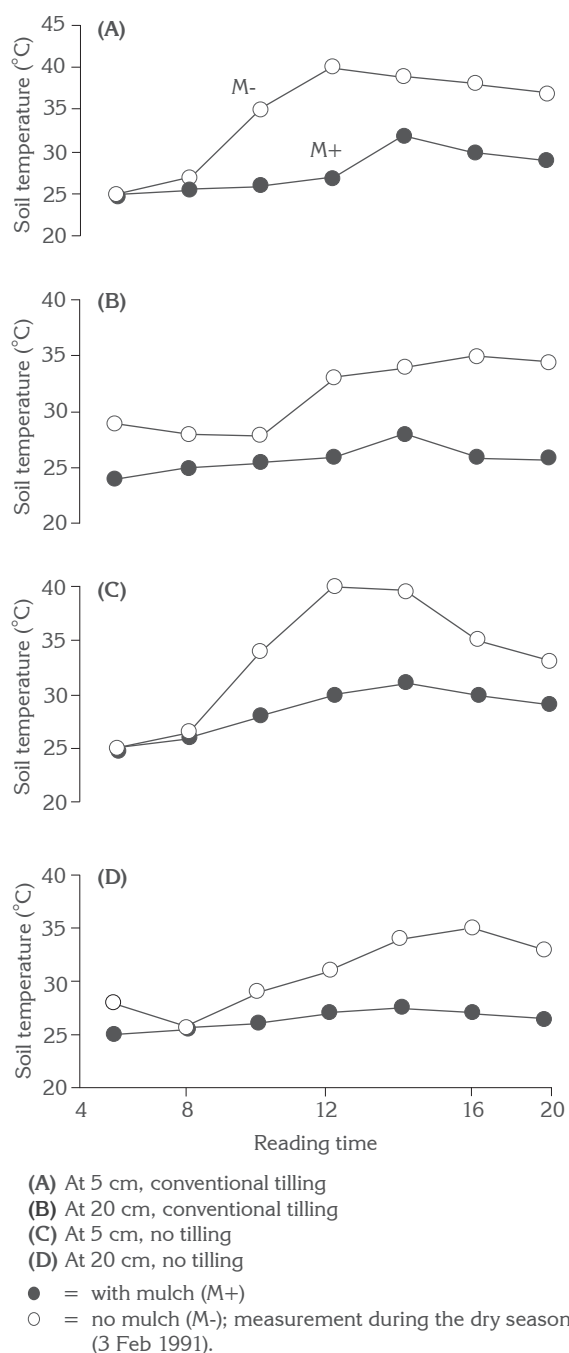 (A)
Soil temperature (°C)
45
40
35
30
25
20
M-
M+
(B)
Soil temperature (°C)
40
35
30
25
20
(C)
Soil temperature (°C)
40
35
30
25
20
(D)
Soil temperature (°C)
40
35
30
25
20
4 8 12 16 20
Reading time
(A) At 5 cm, conventional tilling
(B) At 20 cm, conventional tilling
(C) At 5 cm, no tilling
(D) At 20 cm, no tilling
● = with mulch (M+)
○ = no mulch (M-); measurement during the dry season
(3 Feb 1991).